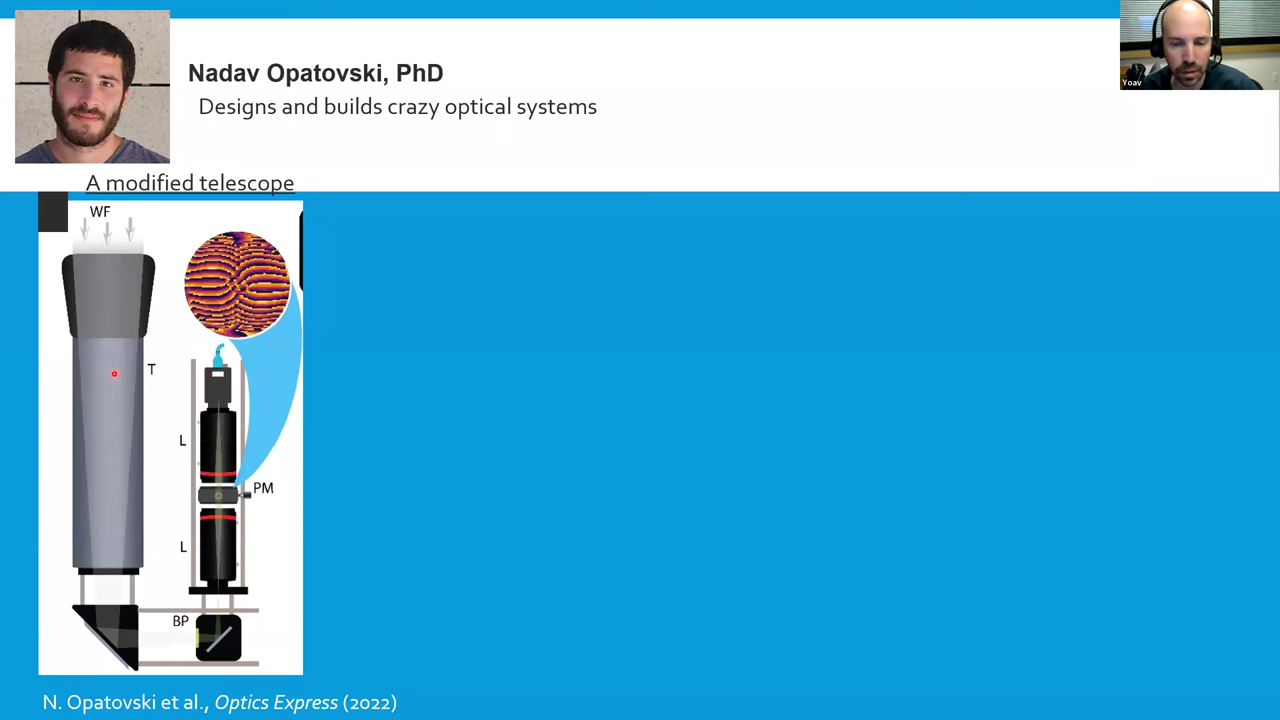 Nadav Opatovski, PhD
Designs and builds crazy optical systems
Yoav
A modified telescope
WF
T
L
PM
L
BP
N. Opatovski et al., Optics Express (2022)